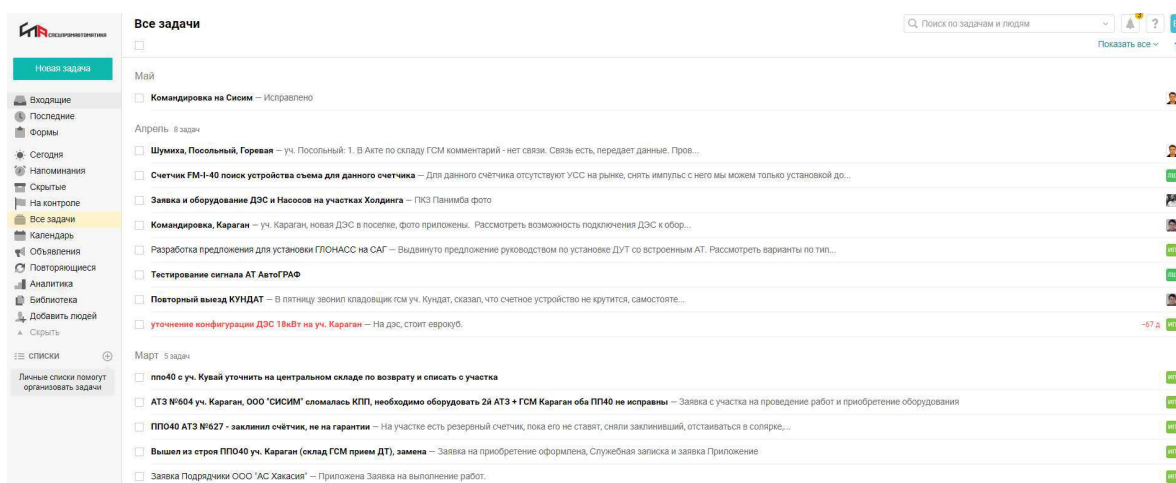 СПЕЦПРОМАВТОМАТИКА
Все задачи
Поиск по задачам и людям
3
?
Показать все
Новая задача
Входящие
Последние
Формы
Сегодня
Напоминания
Скрытые
На контроле
Все задачи
Календарь
Объявления
Повторяющиеся
Аналитика
Библиотека
Добавить людей
Скрыть
СПИСКИ
Личные списки помогут
организовать задачи
Май
Командировка на Сисим — Исправлено
Апрель 8 задач
Шумиха, Посольный, Горевая — уч. Посольный: 1. В Акте по складу ГСМ комментарий - нет связи. Связь есть, передает данные. Пров...
Счетчик FM-I-40 поиск устройства съема для данного счетчика — Для данного счётчика отсутствуют УСС на рынке, снять импульс с него мы можем только установкой до...
Заявка и оборудование ДЭС и Насосов на участках Холдинга — ПКЗ Панимба фото
Командировка, Караган — уч. Караган, новая ДЭС в поселке, фото приложены. Рассмотреть возможность подключения ДЭС к обор...
Разработка предложения для установки ГЛОНАСС на САГ — Выдвинуто предложение руководством по установке ДУТ со встроенным АТ. Рассмотреть варианты по тип...
Тестирование сигнала АТ АвтоГРАФ
Повторный выезд КУНДАТ — В пятницу звонил кладовщик гсм уч. Кундат, сказал, что счетное устройство не крутится, самостояте...
уточнение конфигурации ДЭС 18кВт на уч. Караган — На дэс, стоит еврокуб.
−67 д
Март 5 задач
ппо40 с уч. Кувай уточнить на центральном складе по возврату и списать с участка
АТЗ №604 уч. Караган, ООО "СИСИМ" сломалась КПП, необходимо оборудовать 2й АТЗ + ГСМ Караган оба ПП40 не исправны — Заявка с участка на проведение работ и приобретение оборудования
ППО40 АТЗ №627 - заклинил счётчик, не на гарантии — На участке есть резервный счетчик, пока его не ставят, сняли заклинивший, отстаиваться в солярке,...
Вышел из строя ППО40 уч. Караган (склад ГСМ прием ДТ), замена — Заявка на приобретение оформлена, Служебная записка и заявка Приложение
Заявка Подрядчики ООО "АС Хакасия" — Приложена Заявка на выполнение работ.